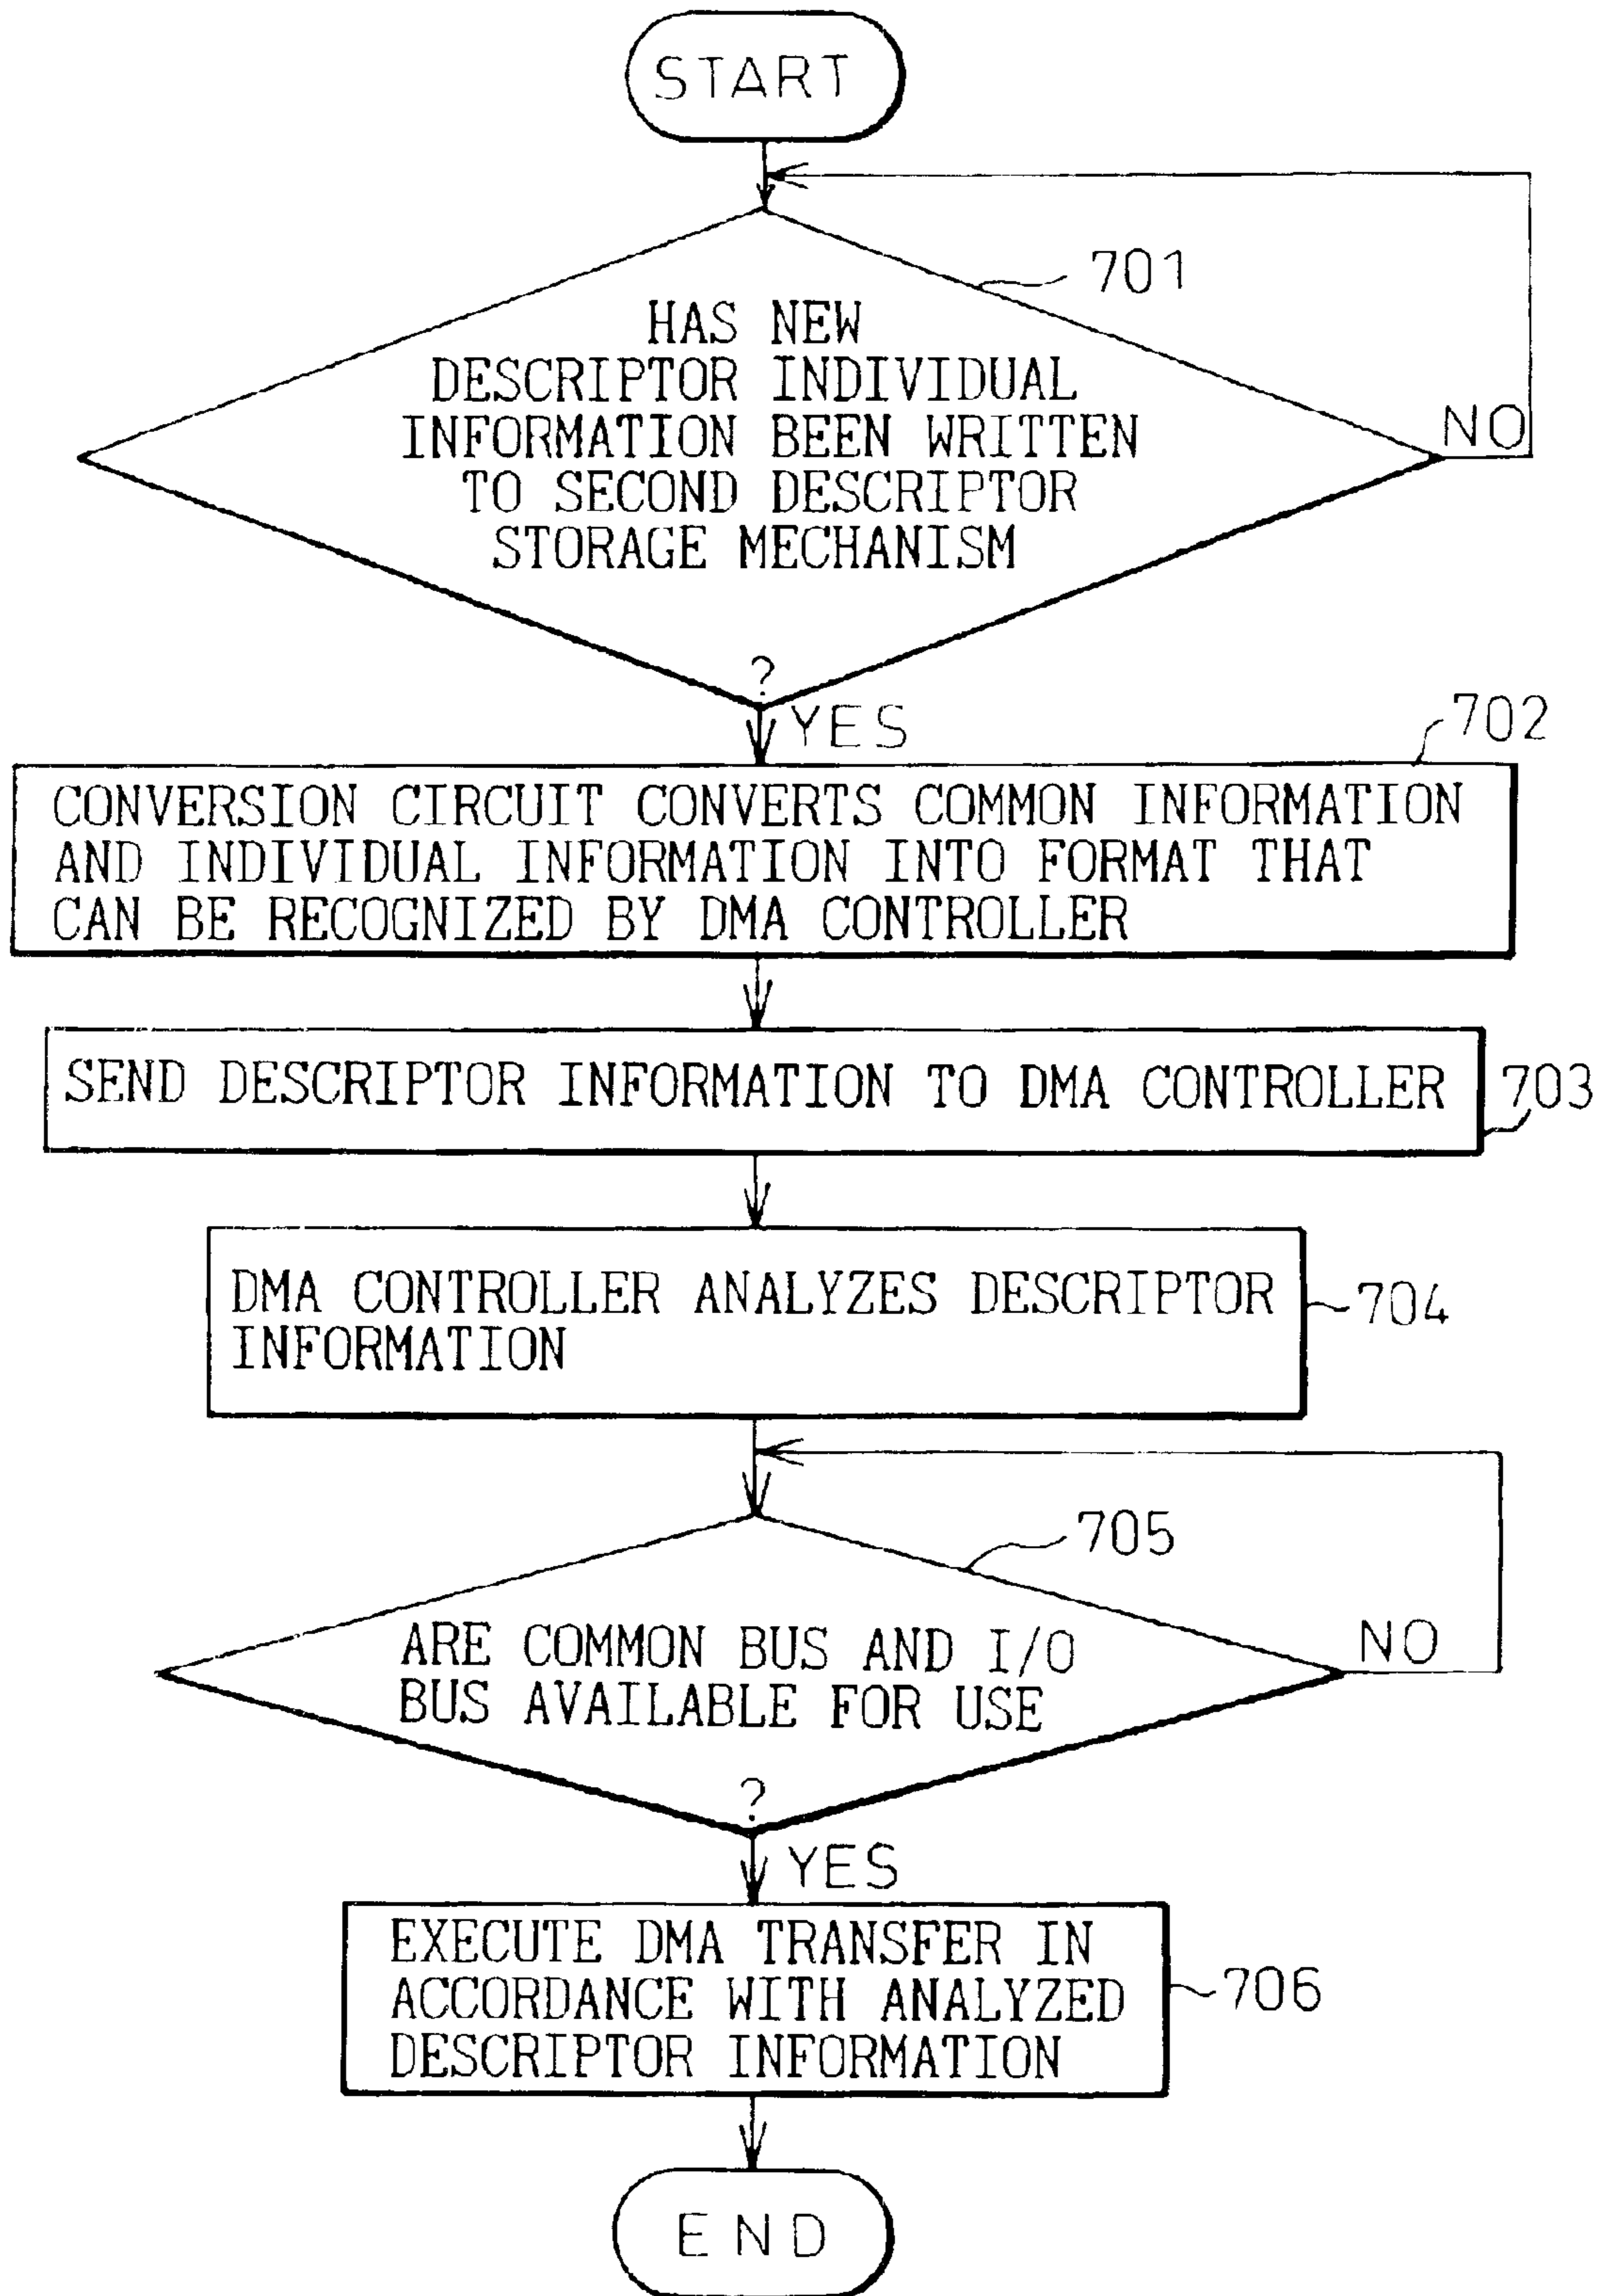 START
701
HAS NEW
DESCRIPTOR INDIVIDUAL
INFORMATION BEEN WRITTEN
TO SECOND DESCRIPTOR
STORAGE MECHANISM
?
NO
YES
702
CONVERSION CIRCUIT CONVERTS COMMON INFORMATION
AND INDIVIDUAL INFORMATION INTO FORMAT THAT
CAN BE RECOGNIZED BY DMA CONTROLLER
SEND DESCRIPTOR INFORMATION TO DMA CONTROLLER
703
DMA CONTROLLER ANALYZES DESCRIPTOR
INFORMATION
704
705
ARE COMMON BUS AND I/O
BUS AVAILABLE FOR USE
?
NO
YES
EXECUTE DMA TRANSFER IN
ACCORDANCE WITH ANALYZED
DESCRIPTOR INFORMATION
706
END